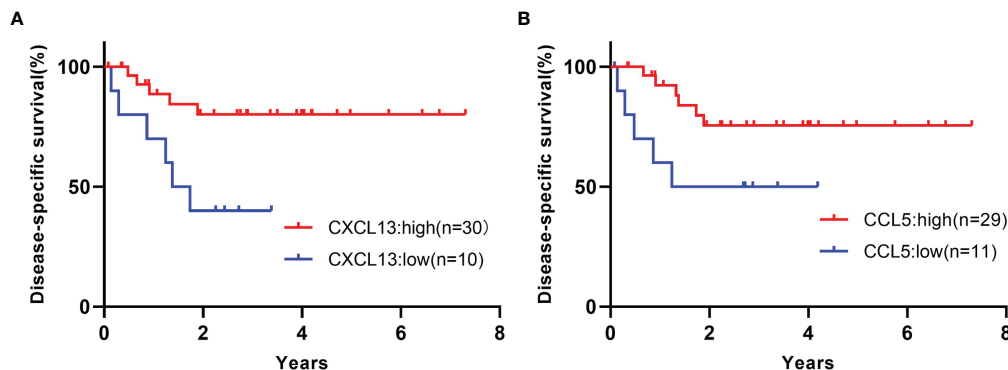 A
Disease-specific survival(%)
100
50
0
0 2 4 6 8
Years
CXCL13:high(n=30)
CXCL13:low(n=10)
B
Disease-specific survival(%)
100
50
0
0 2 4 6 8
Years
CCL5:high(n=29)
CCL5:low(n=11)